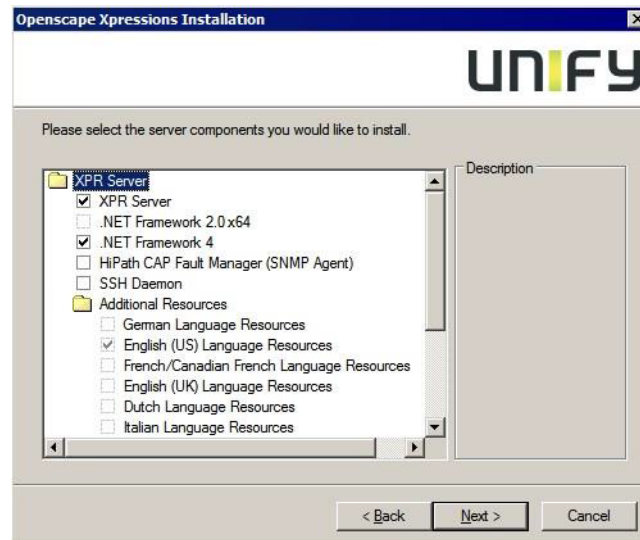 Openscape Xpressions Installation
UNIFY
Please select the server components you would like to install.
XPR Server
XPR Server
.NET Framework 2.0x64
.NET Framework 4
HiPath CAP Fault Manager (SNMP Agent)
SSH Daemon
Additional Resources
German Language Resources
English (US) Language Resources
French/Canadian French Language Resources
English (UK) Language Resources
Dutch Language Resources
Italian Language Resources
Description
< Back
Next >
Cancel